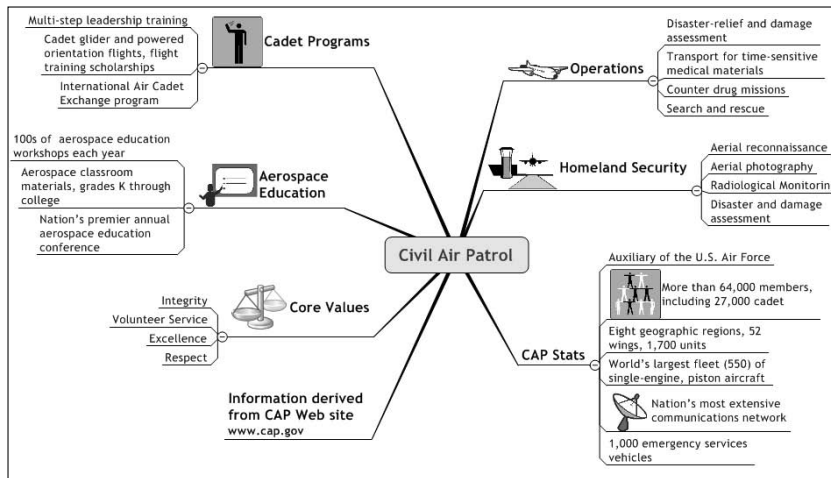 Multi-step leadership training
Cadet glider and powered
orientation flights, flight
training scholarships
International Air Cadet
Exchange program
Cadet Programs
100s of aerospace education
workshops each year
Aerospace classroom
materials, grades K through
college
Nation's premier annual
aerospace education
conference
Aerospace
Education
Integrity
Volunteer Service
Excellence
Respect
Core Values
Information derived
from CAP Web site
www.cap.gov
Civil Air Patrol
Operations
Disaster-relief and damage
assessment
Transport for time-sensitive
medical materials
Counter drug missions
Search and rescue
Homeland Security
Aerial reconnaissance
Aerial photography
Radiological Monitorin
Disaster and damage
assessment
CAP Stats
Auxiliary of the U.S. Air Force
More than 64,000 members,
including 27,000 cadet
Eight geographic regions, 52
wings, 1,700 units
World's largest fleet (550) of
single-engine, piston aircraft
Nation's most extensive
communications network
1,000 emergency services
vehicles